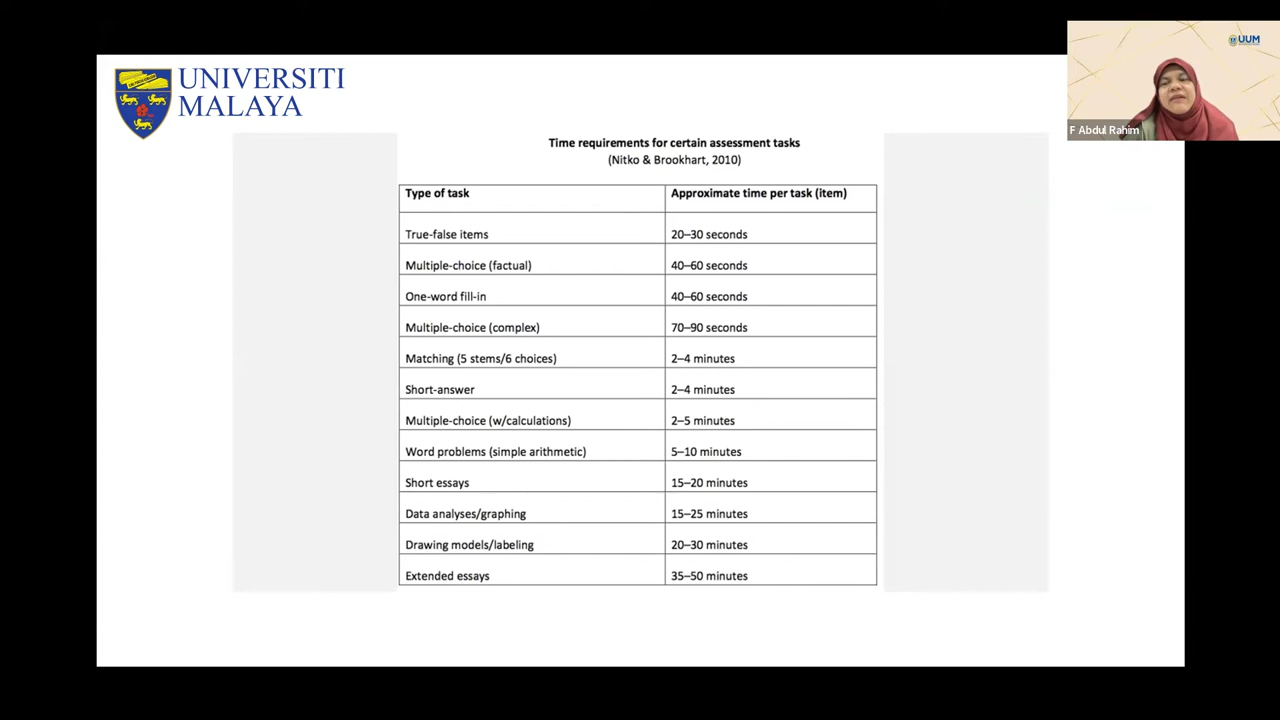 UNIVERSITI
MALAYA
UUM
F Abdul Rahim
Time requirements for certain assessment tasks
(Nitko & Brookhart, 2010)
Type of task Approximate time per task (item)
True-false items 20–30 seconds
Multiple-choice (factual) 40–60 seconds
One-word fill-in 40–60 seconds
Multiple-choice (complex) 70–90 seconds
Matching (5 stems/6 choices) 2–4 minutes
Short-answer 2–4 minutes
Multiple-choice (w/calculations) 2–5 minutes
Word problems (simple arithmetic) 5–10 minutes
Short essays 15–20 minutes
Data analyses/graphing 15–25 minutes
Drawing models/labeling 20–30 minutes
Extended essays 35–50 minutes